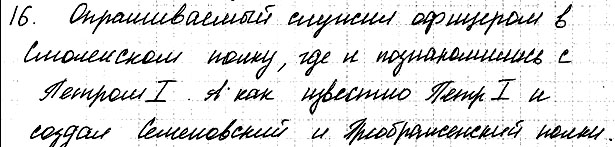 16. Опрашиваемый служил офицером в
Смоленском полку, где и познакомились с
Петром I. А как известно Петр I и
создал Семеновский и Преображенский полки.